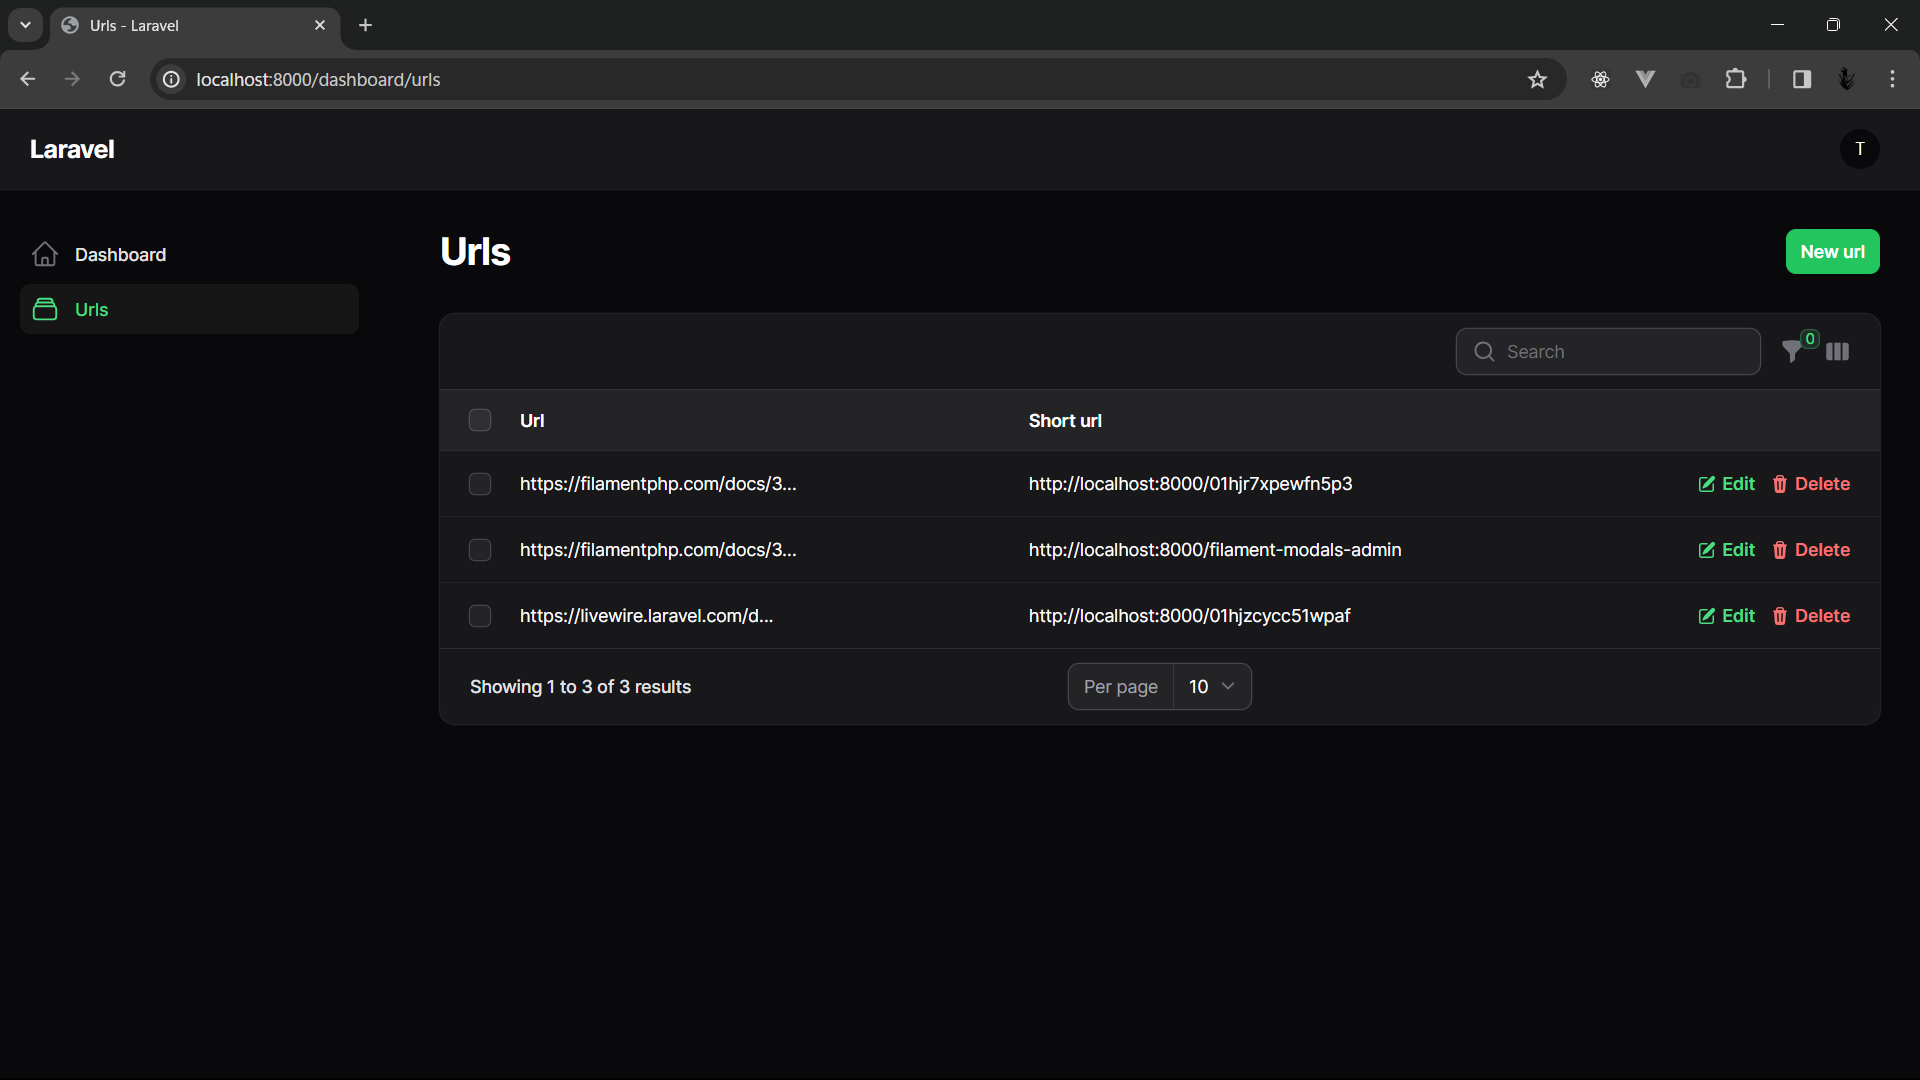 Urls - Laravel
localhost:8000/dashboard/urls
Laravel
T
Dashboard
Urls
Urls
New url
Search
0
Url Short url
https://filamentphp.com/docs/3... http://localhost:8000/01hjr7xpewfn5p3 Edit Delete
https://filamentphp.com/docs/3... http://localhost:8000/filament-modals-admin Edit Delete
https://livewire.laravel.com/d... http://localhost:8000/01hjzcycc51wpaf Edit Delete
Showing 1 to 3 of 3 results Per page 10